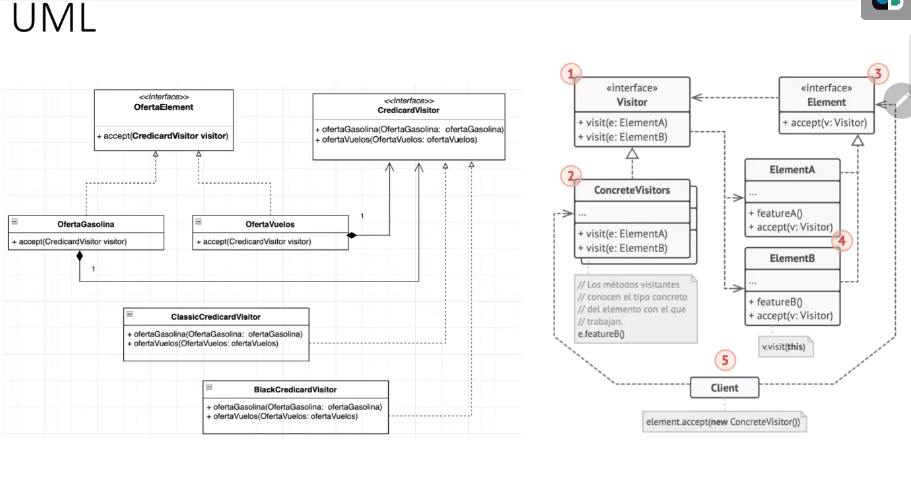 UML
<<Interface>>
OfertaElement
+ accept(CredicardVisitor visitor)
<<Interface>>
CredicardVisitor
+ ofertaGasolina(OfertaGasolina: ofertaGasolina)
+ ofertaVuelos(OfertaVuelos: ofertaVuelos)
OfertaGasolina
+ accept(CredicardVisitor visitor)
OfertaVuelos
+ accept(CredicardVisitor visitor)
1
1
ClassicCredicardVisitor
+ ofertaGasolina(OfertaGasolina: ofertaGasolina)
+ ofertaVuelos(OfertaVuelos: ofertaVuelos)
BlackCredicardVisitor
+ ofertaGasolina(OfertaGasolina: ofertaGasolina)
+ ofertaVuelos(OfertaVuelos: ofertaVuelos)
1
«interface»
Visitor
+ visit(e: ElementA)
+ visit(e: ElementB)
3
«interface»
Element
+ accept(v: Visitor)
2
ConcreteVisitors
...
+ visit(e: ElementA)
+ visit(e: ElementB)
// Los métodos visitantes
// conocen el tipo concreto
// del elemento con el que
// trabajan.
e.featureB()
ElementA
...
+ featureA()
+ accept(v: Visitor)
4
ElementB
...
+ featureB()
+ accept(v: Visitor)
v.visit(this)
5
Client
element.accept(new ConcreteVisitor())